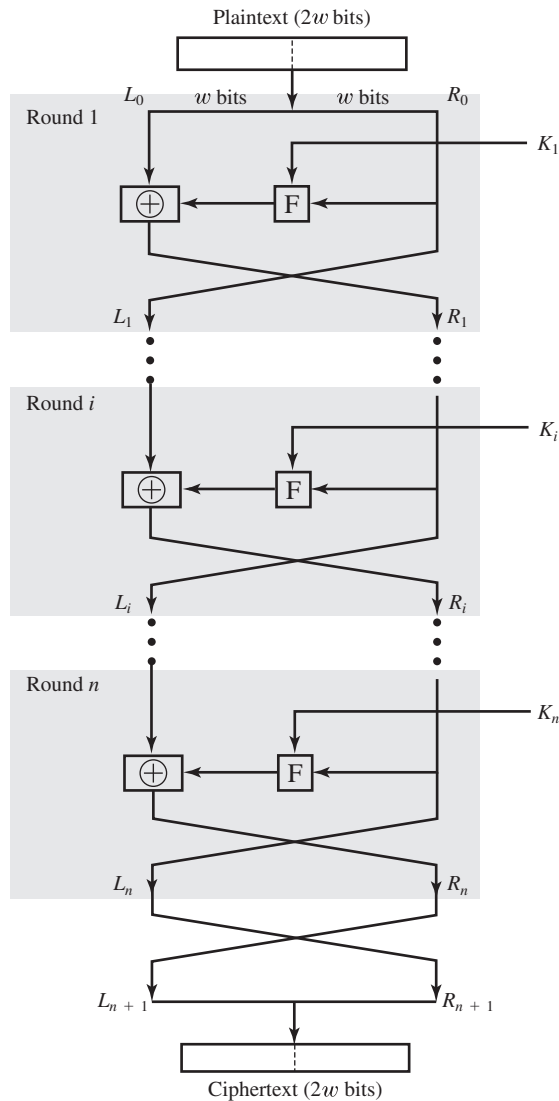 Plaintext (2w bits)
L0 w bits w bits R0
Round 1
K1
F
L1 R1
Round i
Ki
F
Li Ri
Round n
Kn
F
Ln Rn
Ln + 1 Rn + 1
Ciphertext (2w bits)